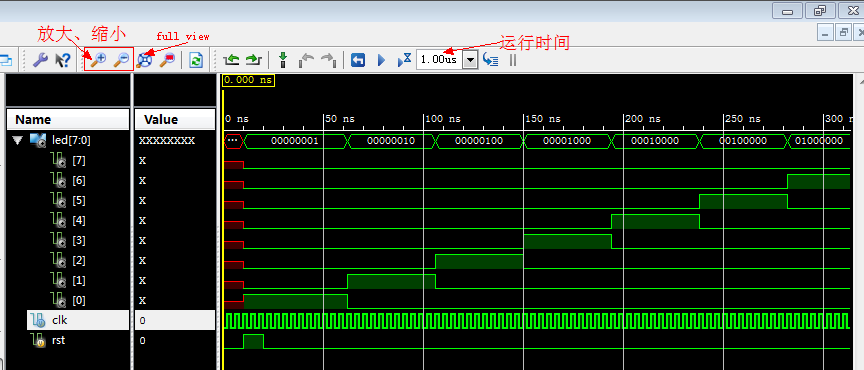 放大、缩小
full view
运行时间
1.00us
0.000 ns
Name
Value
0 ns
50 ns
100 ns
150 ns
200 ns
250 ns
300
led[7:0]
XXXXXXXX
...
00000001
00000010
00000100
00001000
00010000
00100000
01000000
[7]
X
[6]
X
[5]
X
[4]
X
[3]
X
[2]
X
[1]
X
[0]
X
clk
0
rst
0